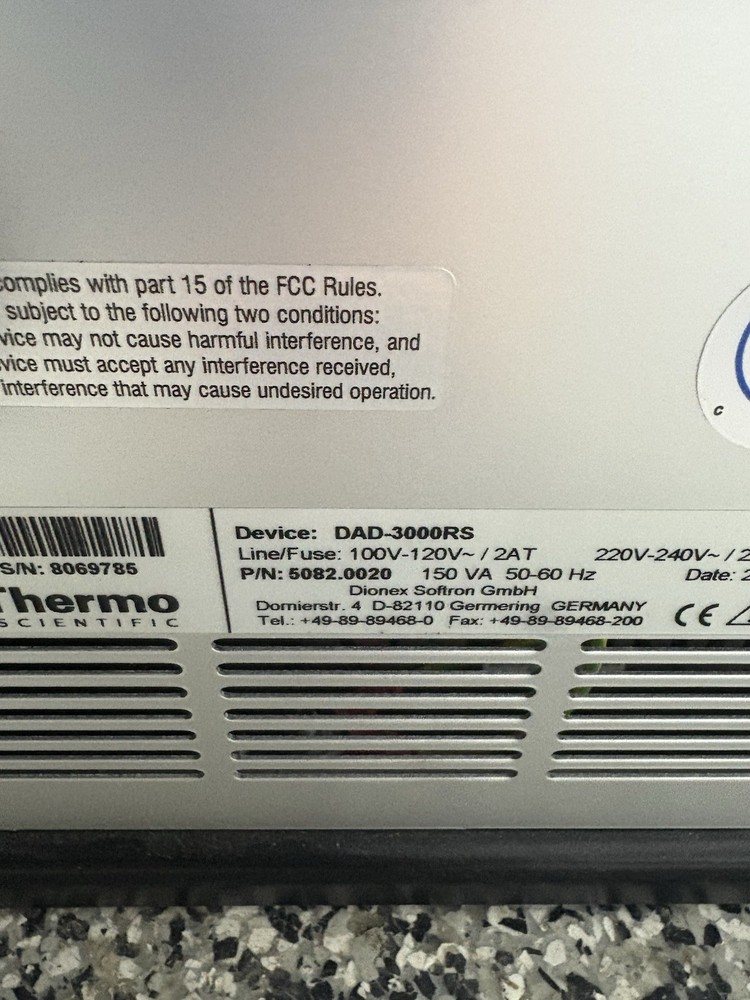 complies with part 15 of the FCC Rules.
subject to the following two conditions:
vice may not cause harmful interference, and
vice must accept any interference received,
interference that may cause undesired operation.
c
S/N: 8069785
Thermo
SCIENTIFIC
Device: DAD-3000RS
Line/Fuse: 100V-120V~ / 2AT 220V-240V~ / 2
P/N: 5082.0020 150 VA 50-60 Hz Date: 2
Dionex Softron GmbH
Dornierstr. 4 D-82110 Germering GERMANY
Tel.: +49-89-89468-0 Fax: +49-89-89468-200
CE